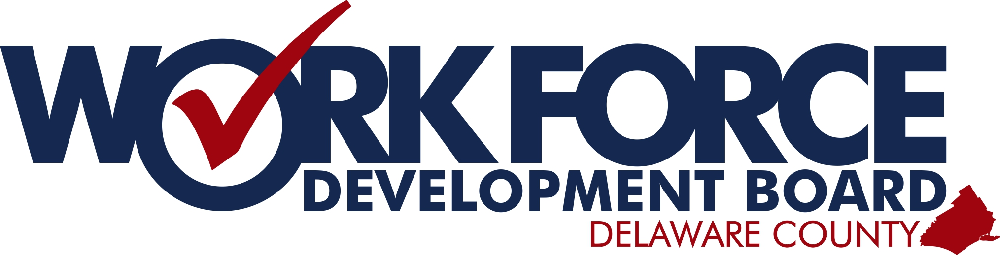 WORKFORCE
DEVELOPMENT BOARD
DELAWARE COUNTY